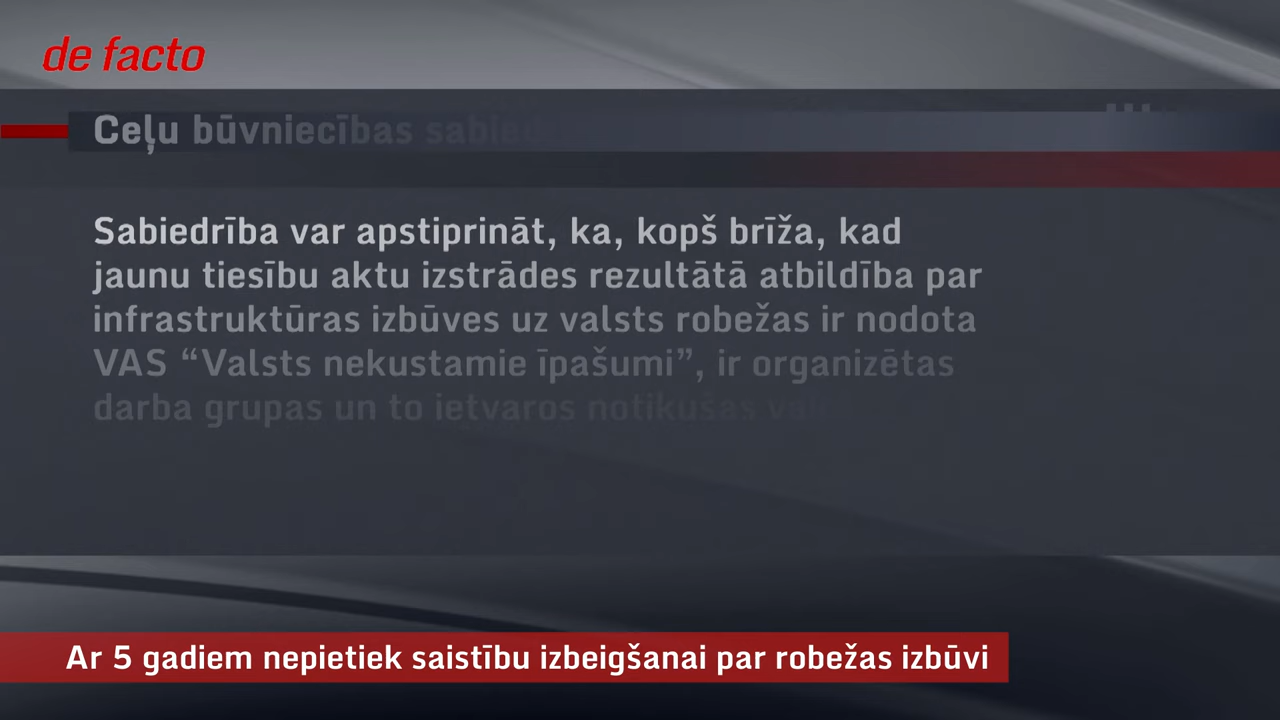 de facto
Ceļu būvniecības
Sabiedrība var apstiprināt, ka, kopš brīža, kad
jaunu tiesību aktu izstrādes rezultātā atbildība par
infrastruktūras izbūves uz valsts robežas ir nodota
VAS “Valsts nekustamie īpašumi”, ir organizētas
darba grupas un to ietvaros notikušas
Ar 5 gadiem nepietiek saistību izbeigšanai par robežas izbūvi